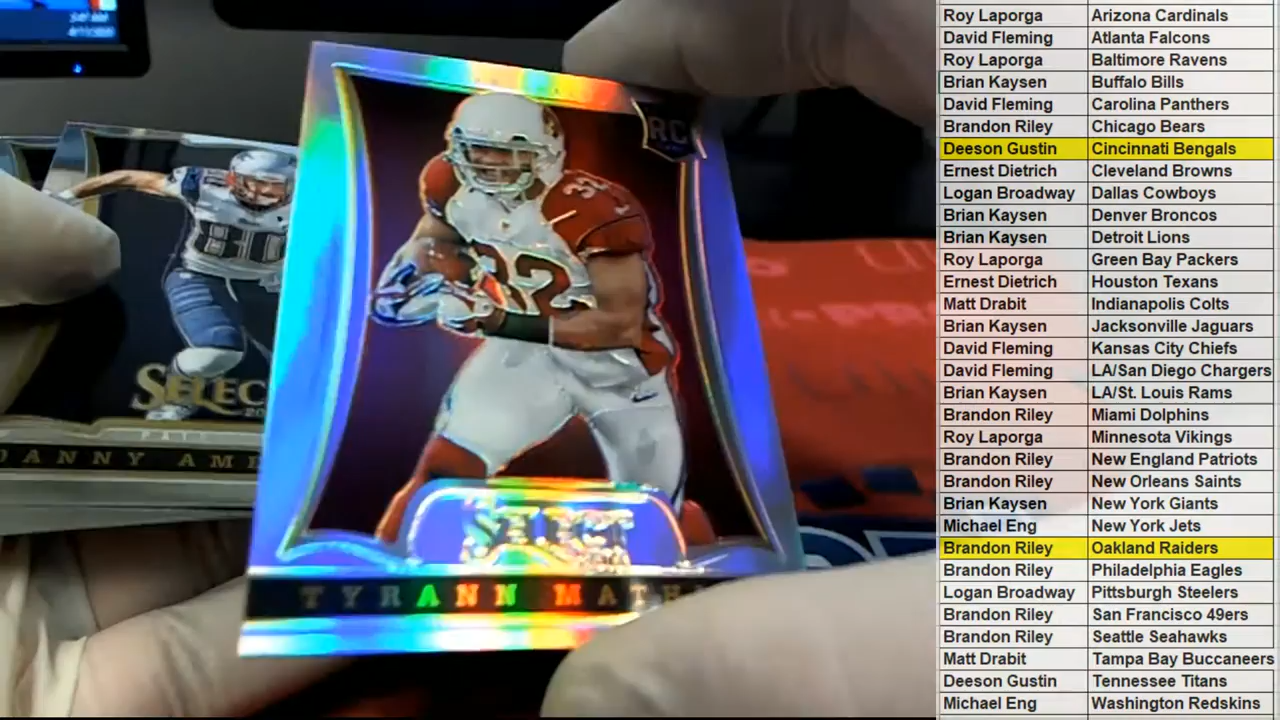 RC
32
32
80
SELEC
DANNY AME
SELECT
TYRANN MATH
Roy Laporga Arizona Cardinals
David Fleming Atlanta Falcons
Roy Laporga Baltimore Ravens
Brian Kaysen Buffalo Bills
David Fleming Carolina Panthers
Brandon Riley Chicago Bears
Deeson Gustin Cincinnati Bengals
Ernest Dietrich Cleveland Browns
Logan Broadway Dallas Cowboys
Brian Kaysen Denver Broncos
Brian Kaysen Detroit Lions
Roy Laporga Green Bay Packers
Ernest Dietrich Houston Texans
Matt Drabit Indianapolis Colts
Brian Kaysen Jacksonville Jaguars
David Fleming Kansas City Chiefs
David Fleming LA/San Diego Chargers
Brian Kaysen LA/St. Louis Rams
Brandon Riley Miami Dolphins
Roy Laporga Minnesota Vikings
Brandon Riley New England Patriots
Brandon Riley New Orleans Saints
Brian Kaysen New York Giants
Michael Eng New York Jets
Brandon Riley Oakland Raiders
Brandon Riley Philadelphia Eagles
Logan Broadway Pittsburgh Steelers
Brandon Riley San Francisco 49ers
Brandon Riley Seattle Seahawks
Matt Drabit Tampa Bay Buccaneers
Deeson Gustin Tennessee Titans
Michael Eng Washington Redskins